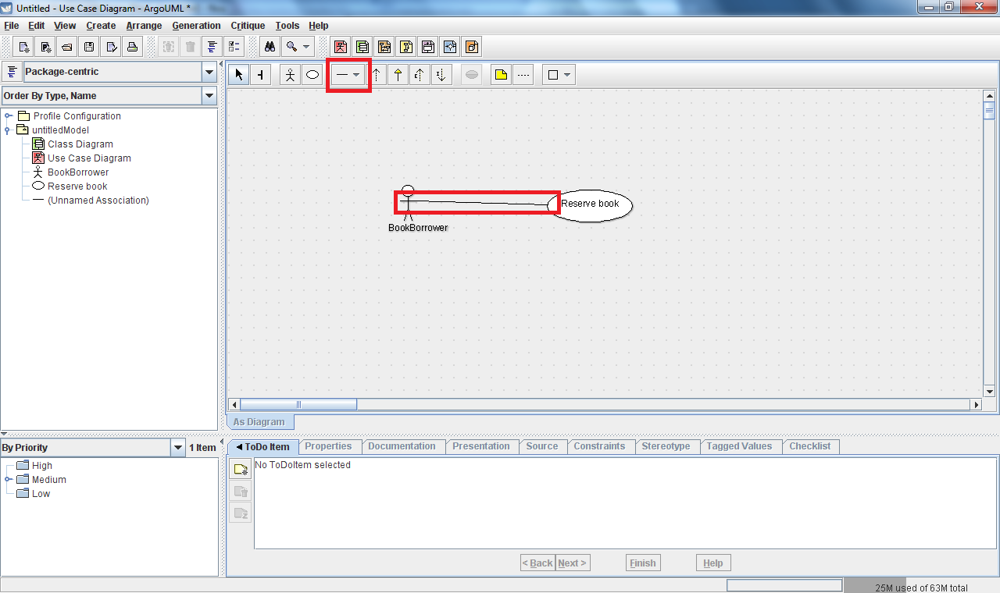 Untitled - Use Case Diagram - ArgoUML *
File Edit View Create Arrange Generation Critique Tools Help
Package-centric
Order By Type, Name
Profile Configuration
untitledModel
Class Diagram
Use Case Diagram
BookBorrower
Reserve book
(Unnamed Association)
Reserve book
BookBorrower
As Diagram
By Priority 1 Item
High
Medium
Low
ToDo Item Properties Documentation Presentation Source Constraints Stereotype Tagged Values Checklist
No ToDoItem selected
< Back Next > Finish Help
25M used of 63M total